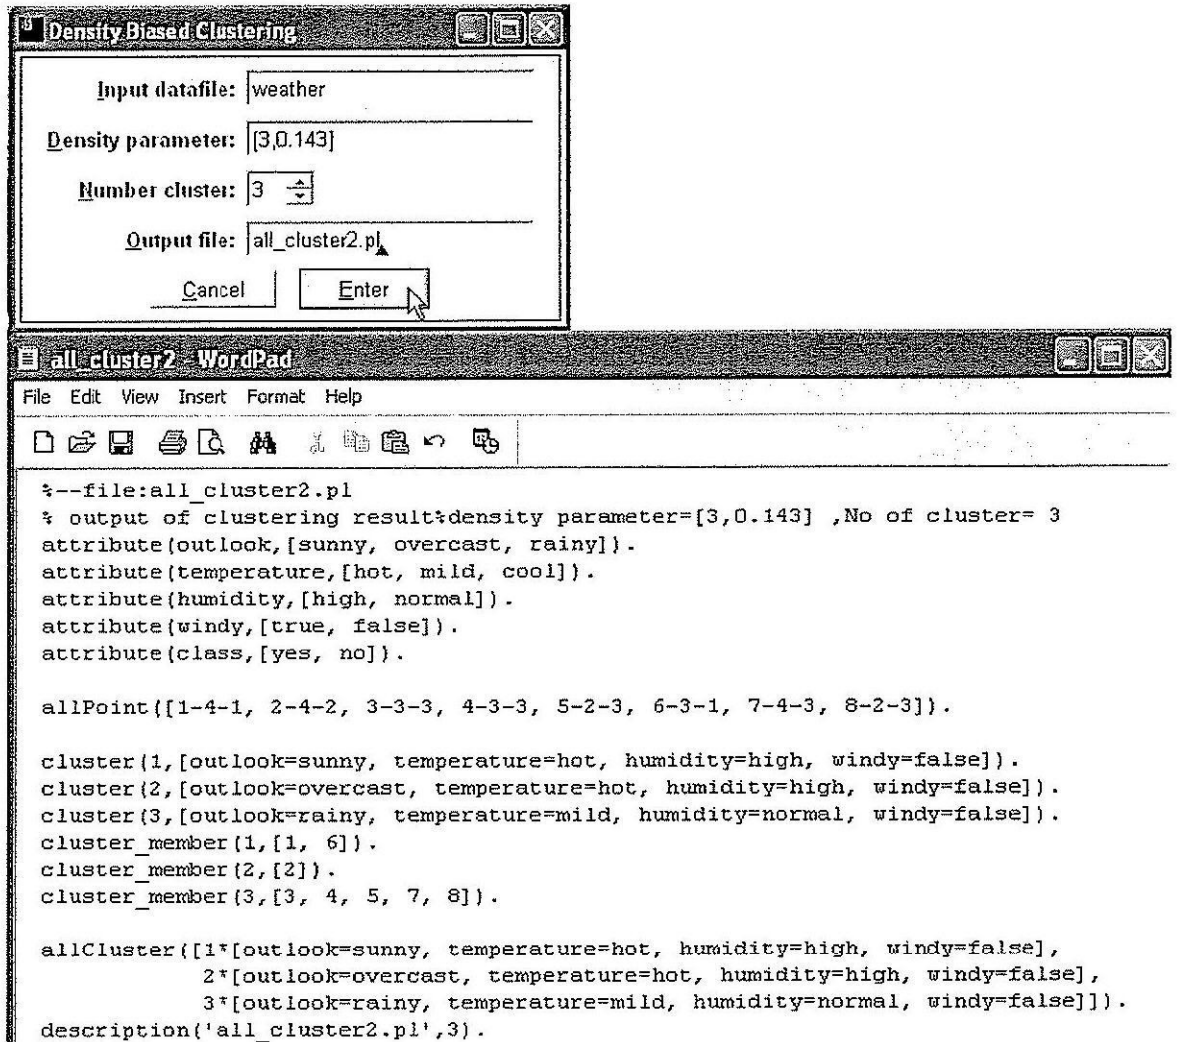 Density Biased Clustering
Input datafile: weather
Density parameter: [3,0.143]
Number cluster: 3
Output file: all_cluster2.pl
Cancel Enter
all_cluster2 - WordPad
File Edit View Insert Format Help
%--file:all_cluster2.pl
% output of clustering result%density parameter=[3,0.143] ,No of cluster= 3
attribute(outlook,[sunny, overcast, rainy]).
attribute(temperature,[hot, mild, cool]).
attribute(humidity,[high, normal]).
attribute(windy,[true, false]).
attribute(class,[yes, no]).
allPoint([1-4-1, 2-4-2, 3-3-3, 4-3-3, 5-2-3, 6-3-1, 7-4-3, 8-2-3]).
cluster(1,[outlook=sunny, temperature=hot, humidity=high, windy=false]).
cluster(2,[outlook=overcast, temperature=hot, humidity=high, windy=false]).
cluster(3,[outlook=rainy, temperature=mild, humidity=normal, windy=false]).
cluster_member(1,[1, 6]).
cluster_member(2,[2]).
cluster_member(3,[3, 4, 5, 7, 8]).
allCluster([1*[outlook=sunny, temperature=hot, humidity=high, windy=false],
2*[outlook=overcast, temperature=hot, humidity=high, windy=false],
3*[outlook=rainy, temperature=mild, humidity=normal, windy=false]]).
description('all_cluster2.pl',3).